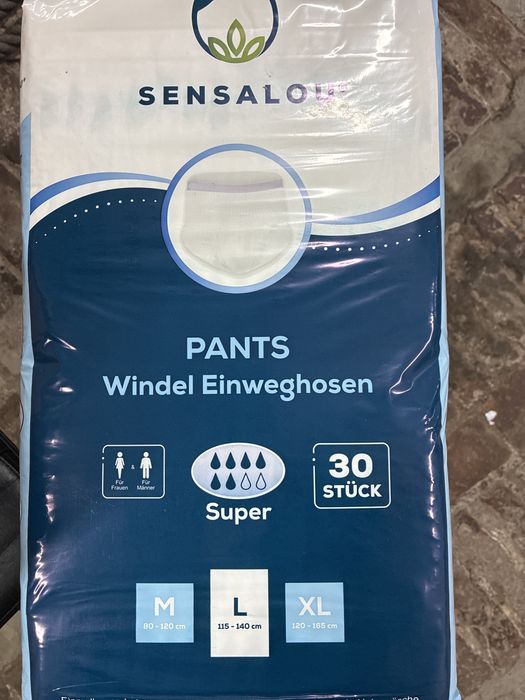 SENSALOU®
PANTS
Windel Einweghosen
& 
Für Frauen
Für Männer
Super
30
STÜCK
M
80 - 120 cm
L
115 - 140 cm
XL
120 - 165 cm